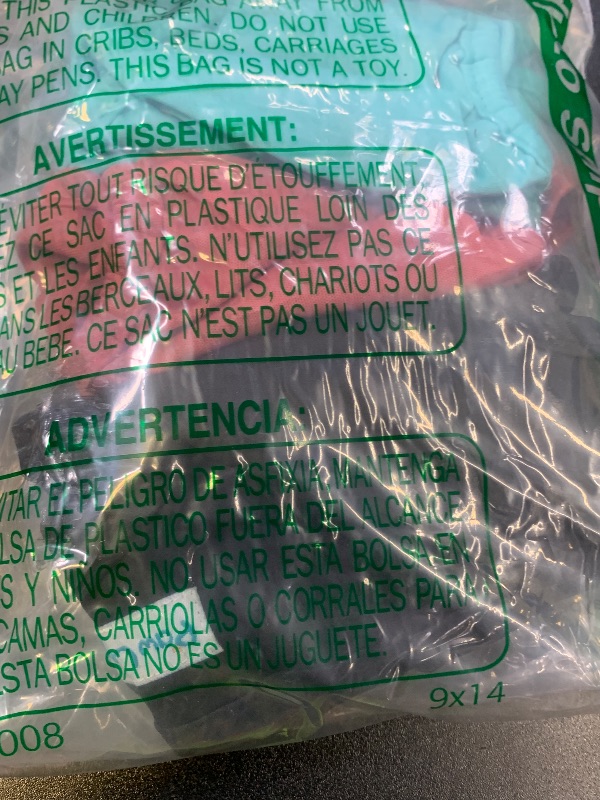 THIS PLASTIC BAG AWAY FROM
S AND CHILDREN. DO NOT USE
BAG IN CRIBS, BEDS, CARRIAGES
AY PENS. THIS BAG IS NOT A TOY.
AVERTISSEMENT:
ÉVITER TOUT RISQUE D'ÉTOUFFEMENT,
EZ CE SAC EN PLASTIQUE LOIN DES
S ET LES ENFANTS. N'UTILISEZ PAS CE
ANS LES BERCEAUX, LITS, CHARIOTS OU
AU BEBE. CE SAC N'EST PAS UN JOUET.
ADVERTENCIA:
VITAR EL PELIGRO DE ASFIXIA, MANTENGA
LSA DE PLASTICO FUERA DEL ALCANCE
S Y NIÑOS, NO USAR ESTA BOLSA EN
CAMAS, CARRIOLAS O CORRALES PARA
ESTA BOLSA NO ES UN JUGUETE.
9x14
008